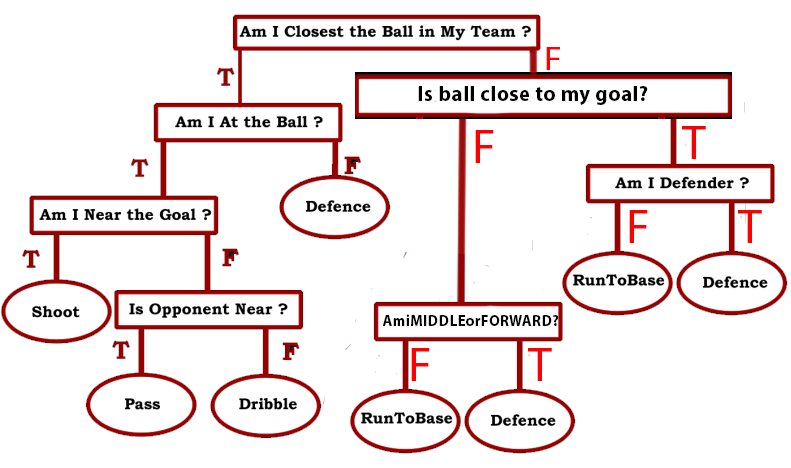 Am I Closest the Ball in My Team ?
T
F
Is ball close to my goal?
Am I At the Ball ?
T
F
F
T
Am I Defender ?
Defence
Am I Near the Goal ?
F
T
T
F
RunToBase
Defence
Shoot
Is Opponent Near ?
AmiMIDDLEorFORWARD?
T
F
F
T
Pass
Dribble
RunToBase
Defence